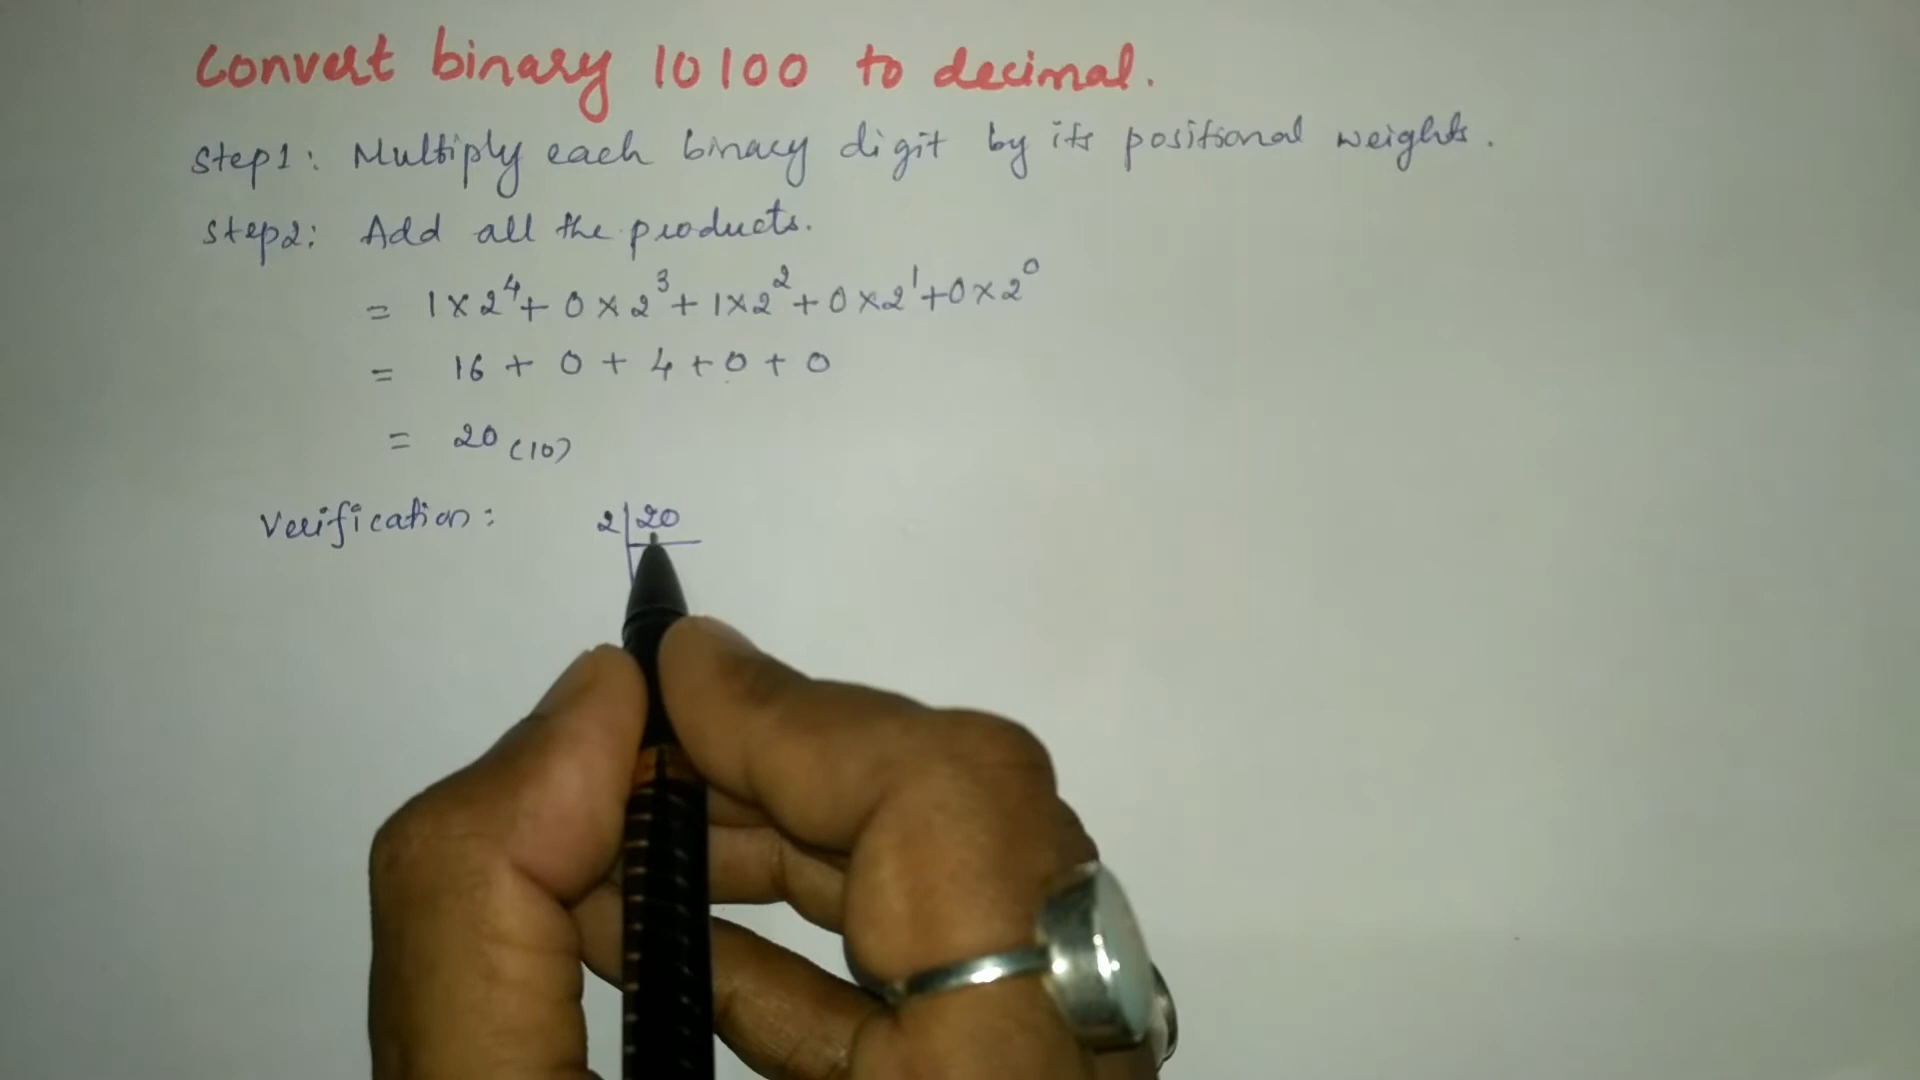 Convert binary 10100 to decimal.
Step1: Multiply each binary digit by its positional weights.
Step2: Add all the products.
= 1 × 2⁴ + 0 × 2³ + 1 × 2² + 0 × 2¹ + 0 × 2⁰
= 16 + 0 + 4 + 0 + 0
= 20 (10)
Verification: 2 | 20